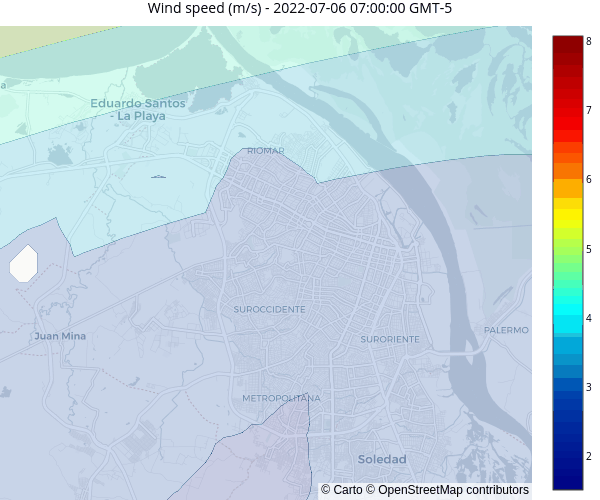 Wind speed (m/s) - 2022-07-06 07:00:00 GMT-5
a
Eduardo Santos
- La Playa
RIOMAR
SUROCCIDENTE
Juan Mina
SURORIENTE
PALERMO
METROPOLITANA
Soledad
© Carto © OpenStreetMap contributors
8
7
6
5
4
3
2